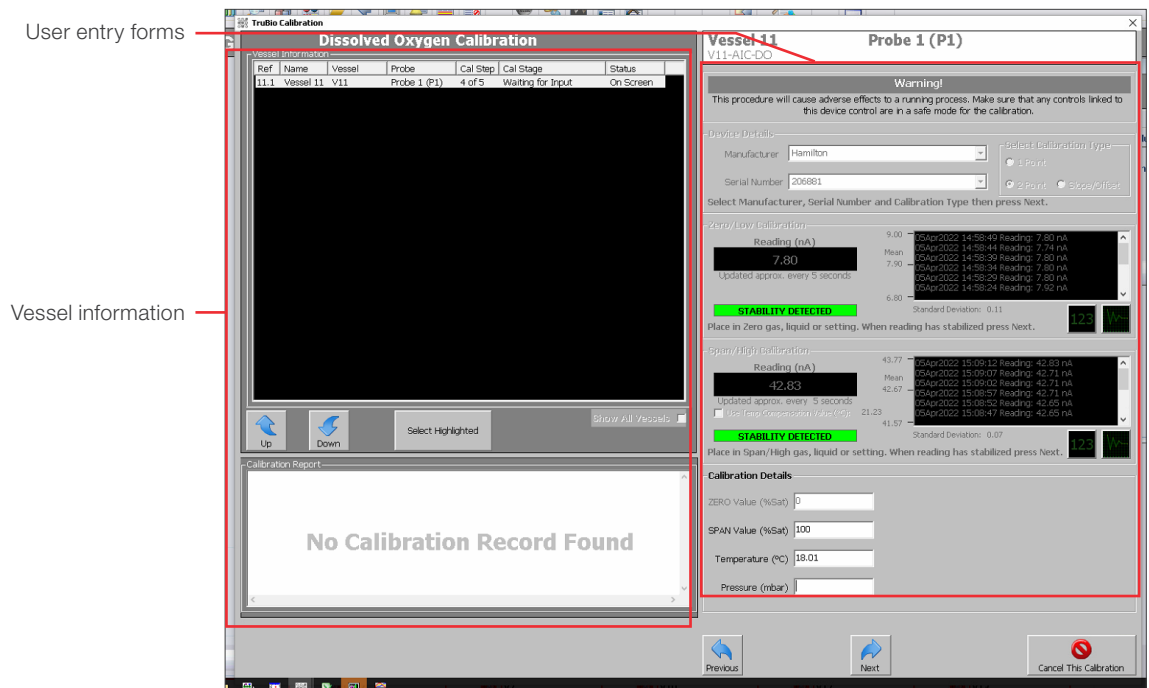 User entry forms
Vessel information
TruBio Calibration
Dissolved Oxygen Calibration
Vessel Information
Ref Name Vessel Probe Cal Step Cal Stage Status
11.1 Vessel 11 V11 Probe 1 (P1) 4 of 5 Waiting for Input On Screen
Up
Down
Select Highlighted
Show All Vessels
Calibration Report
No Calibration Record Found
Vessel 11 Probe 1 (P1)
V11-AIC-DO
Warning!
This procedure will cause adverse effects to a running process. Make sure that any controls linked to
this device control are in a safe mode for the calibration.
Device Details
Manufacturer Hamilton
Serial Number 206881
Select Calibration Type
1 Point
2 Point Slope/Offset
Select Manufacturer, Serial Number and Calibration Type then press Next.
Zero/Low Calibration
Reading (nA)
7.80
Updated approx. every 5 seconds
STABILITY DETECTED
9.00
Mean
7.90
6.80
05Apr2022 14:58:49 Reading: 7.80 nA
05Apr2022 14:58:44 Reading: 7.74 nA
05Apr2022 14:58:39 Reading: 7.80 nA
05Apr2022 14:58:34 Reading: 7.80 nA
05Apr2022 14:58:29 Reading: 7.80 nA
05Apr2022 14:58:24 Reading: 7.92 nA
Standard Deviation: 0.11
123
Place in Zero gas, liquid or setting. When reading has stabilized press Next.
Span/High Calibration
Reading (nA)
42.83
Updated approx. every 5 seconds
Use Temp Compensation Value (ºC): 21.23
STABILITY DETECTED
43.77
Mean
42.67
41.57
05Apr2022 15:09:12 Reading: 42.83 nA
05Apr2022 15:09:07 Reading: 42.71 nA
05Apr2022 15:09:02 Reading: 42.71 nA
05Apr2022 15:08:57 Reading: 42.71 nA
05Apr2022 15:08:52 Reading: 42.65 nA
05Apr2022 15:08:47 Reading: 42.65 nA
Standard Deviation: 0.07
123
Place in Span/High gas, liquid or setting. When reading has stabilized press Next.
Calibration Details
ZERO Value (%Sat) 0
SPAN Value (%Sat) 100
Temperature (ºC) 18.01
Pressure (mbar)
Previous
Next
Cancel This Calibration